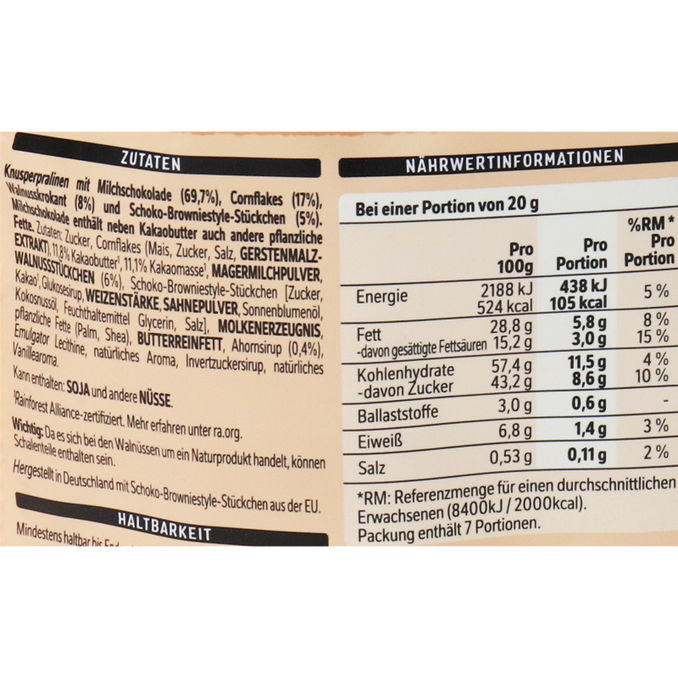 ZUTATEN
Knusperpralinen mit Milchschokolade (69,7%), Cornflakes (17%),
Walnusskrokant (8%) und Schoko-Browniestyle-Stückchen (5%).
Milchschokolade enthält neben Kakaobutter auch andere pflanzliche
Fette. Zutaten: Zucker, Cornflakes (Mais, Zucker, Salz, GERSTENMALZ-
EXTRAKT), 11,8% Kakaobutter¹, 11,1% Kakaomasse¹, MAGERMILCHPULVER,
WALNUSSSTÜCKCHEN (6%), Schoko-Browniestyle-Stückchen [Zucker,
Kakao¹, Glukosesirup, WEIZENSTÄRKE, SAHNEPULVER, Sonnenblumenöl,
Kokosnussöl, Feuchthaltemittel Glycerin, Salz], MOLKENERZEUGNIS,
pflanzliche Fette (Palm, Shea), BUTTERREINFETT, Ahornsirup (0,4%),
Emulgator Lecithine, natürliches Aroma, Invertzuckersirup, natürliches
Vanillearoma.
Kann enthalten: SOJA und andere NÜSSE.
¹Rainforest Alliance-zertifiziert. Mehr erfahren unter ra.org.
Wichtig: Da es sich bei den Walnüssen um ein Naturprodukt handelt, können
Schalenteile enthalten sein.
Hergestellt in Deutschland mit Schoko-Browniestyle-Stückchen aus der EU.
HALTBARKEIT
Mindestens haltbar bis
NÄHRWERTINFORMATIONEN
Bei einer Portion von 20 g
Pro 100g Pro Portion %RM * Pro Portion
Energie 2188 kJ 438 kJ 5 %
524 kcal 105 kcal
Fett 28,8 g 5,8 g 8 %
-davon gesättigte Fettsäuren 15,2 g 3,0 g 15 %
Kohlenhydrate 57,4 g 11,5 g 4 %
-davon Zucker 43,2 g 8,6 g 10 %
Ballaststoffe 3,0 g 0,6 g -
Eiweiß 6,8 g 1,4 g 3 %
Salz 0,53 g 0,11 g 2 %
*RM: Referenzmenge für einen durchschnittlichen
Erwachsenen (8400kJ / 2000kcal).
Packung enthält 7 Portionen.